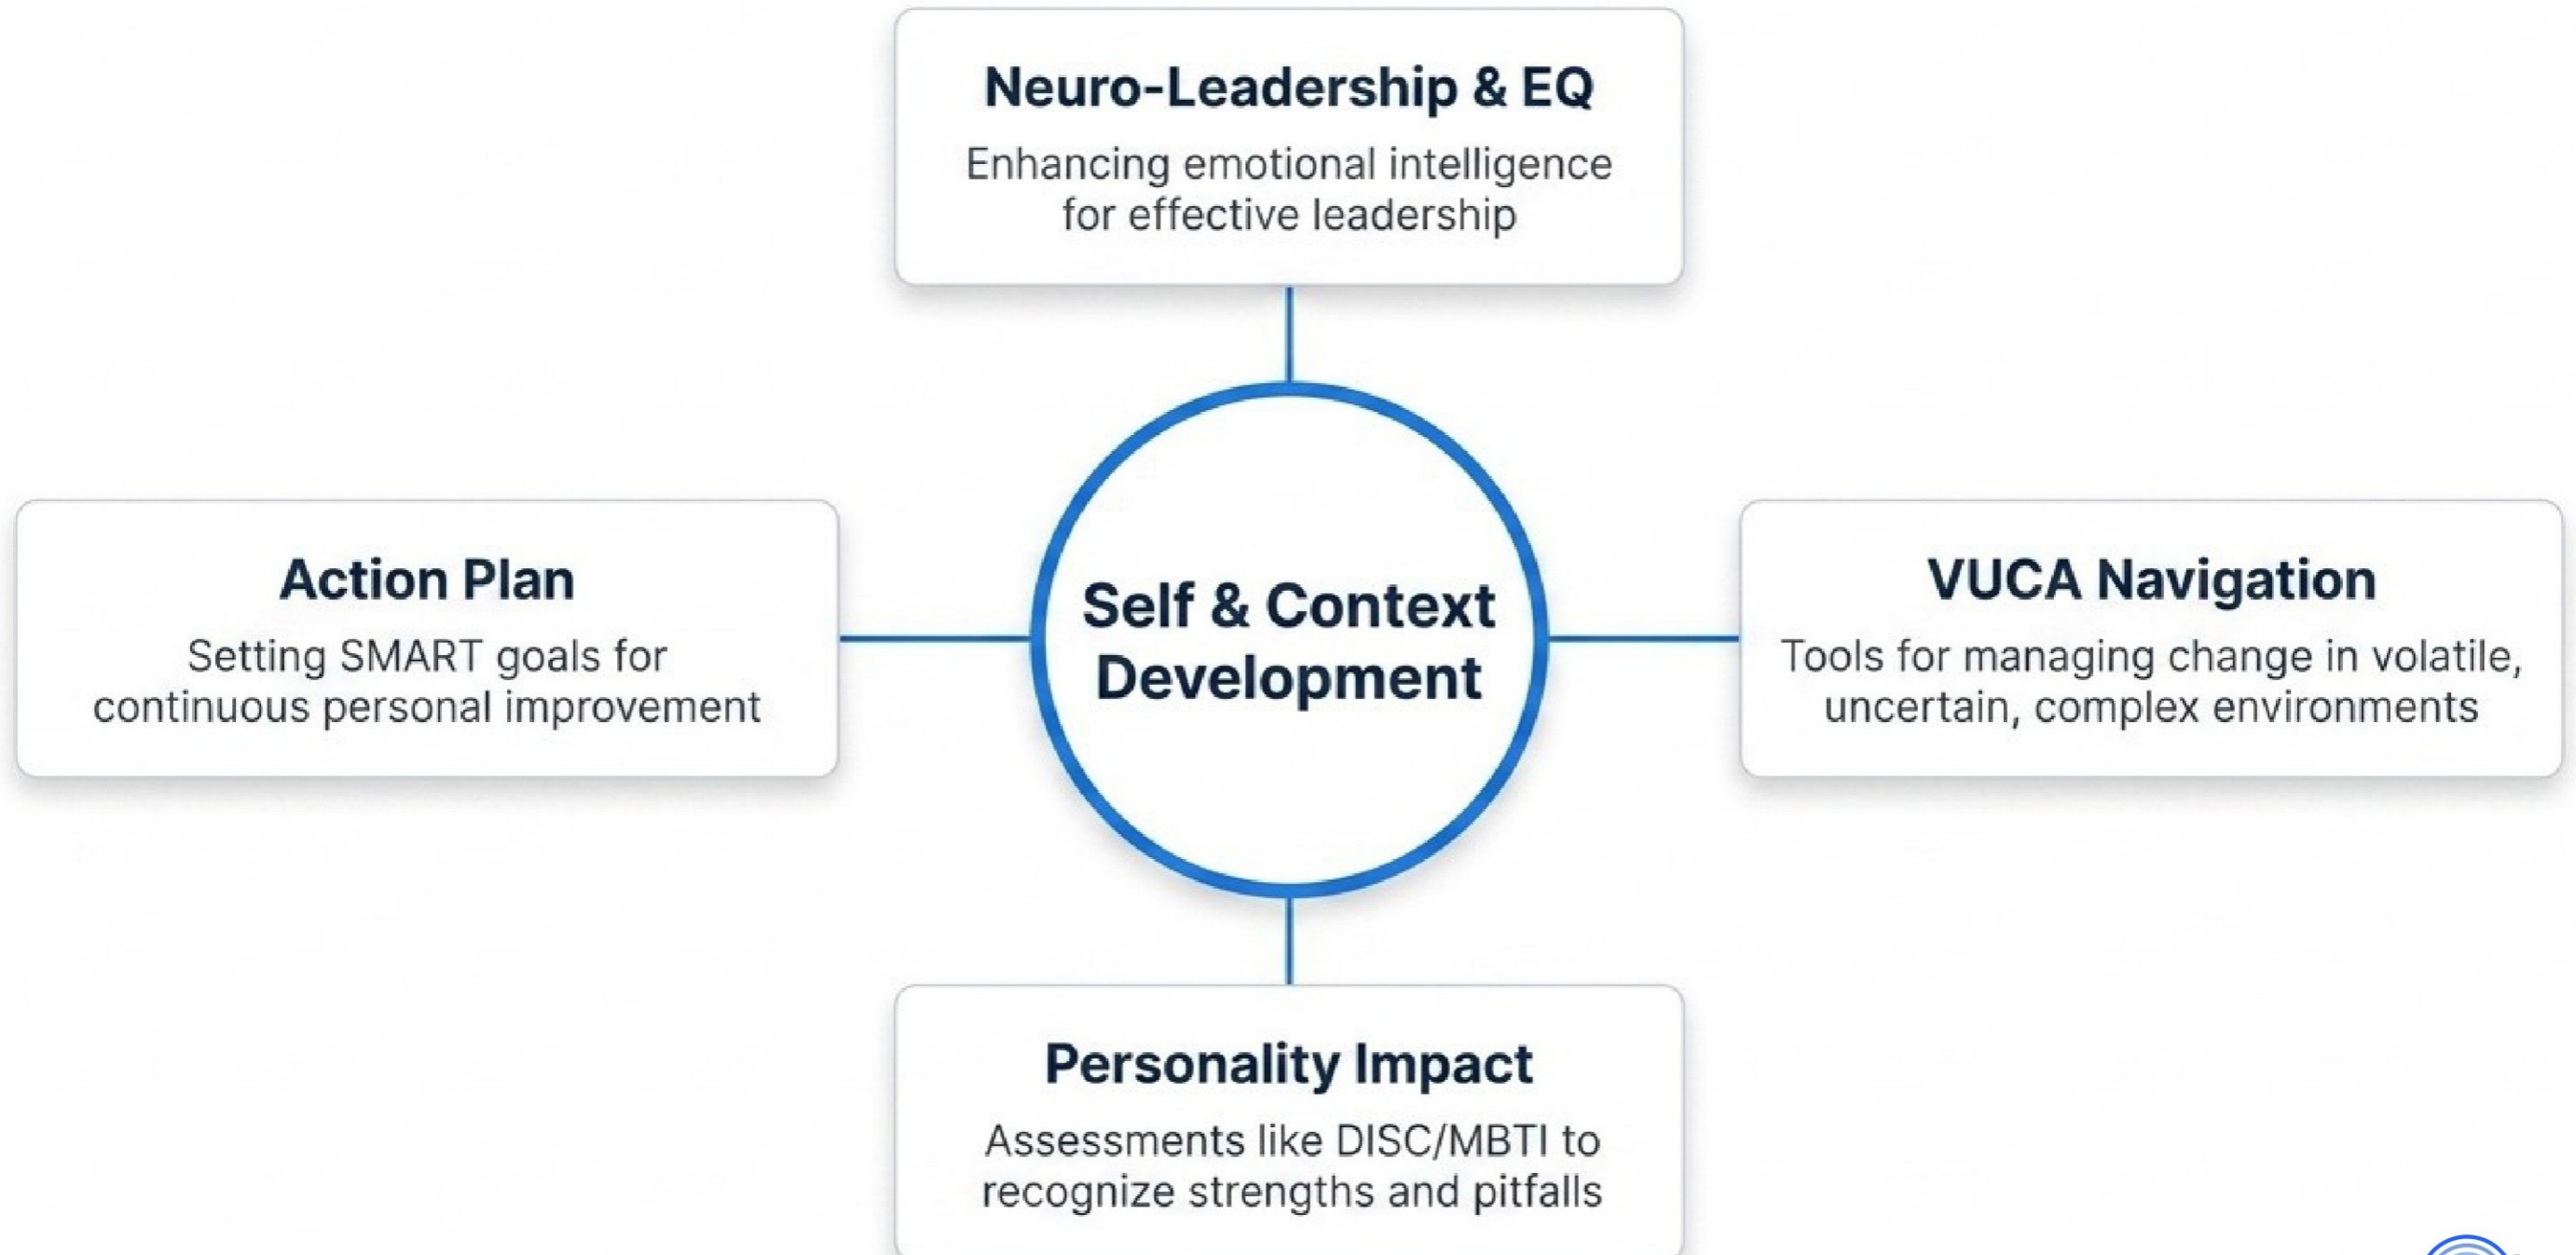 Neuro-Leadership & EQ
Enhancing emotional intelligence
for effective leadership
Action Plan
Setting SMART goals for
continuous personal improvement
Self & Context
Development
VUCA Navigation
Tools for managing change in volatile,
uncertain, complex environments
Personality Impact
Assessments like DISC/MBTI to
recognize strengths and pitfalls